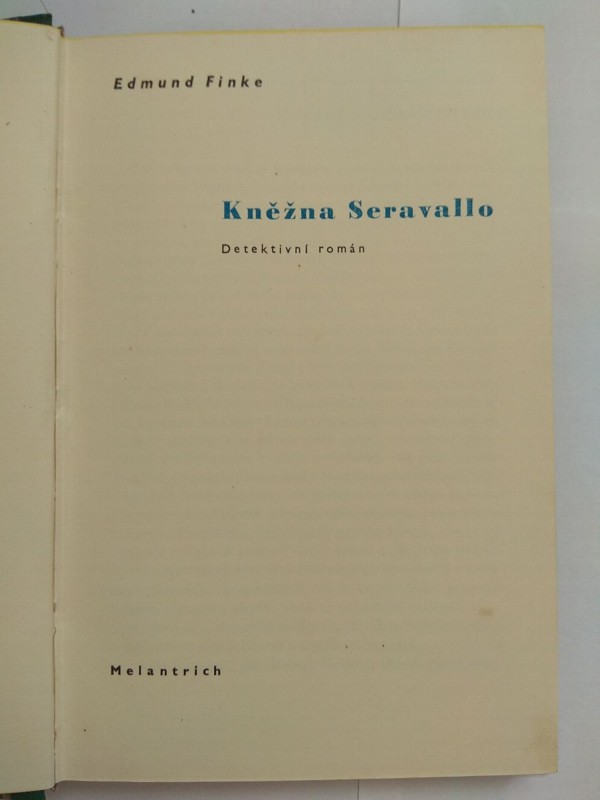 Edmund Finke
Kněžna Seravallo
Detektivní román
Melantrich